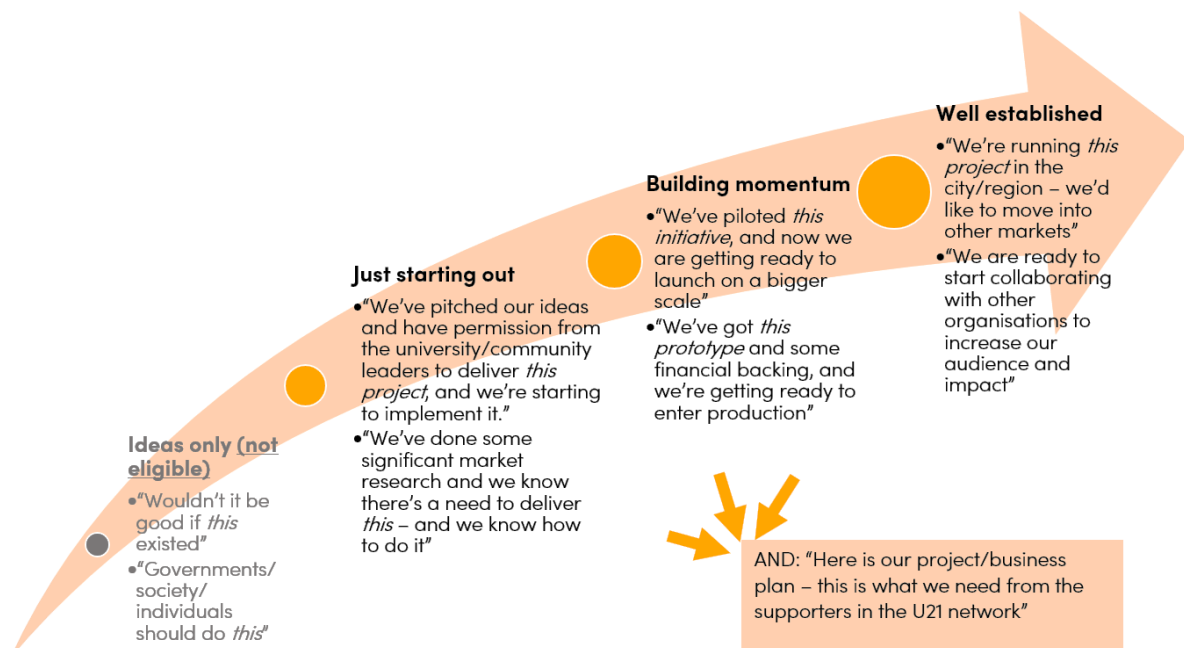 Ideas only (not
eligible)
•“Wouldn’t it be
good if this
existed”
•“Governments/
society/
individuals
should do this”
Just starting out
•“We’ve pitched our ideas
and have permission from
the university/community
leaders to deliver this
project, and we’re starting
to implement it.”
•“We’ve done some
significant market
research and we know
there’s a need to deliver
this – and we know how
to do it”
Building momentum
•“We’ve piloted this
initiative, and now we
are getting ready to
launch on a bigger
scale”
•“We’ve got this
prototype and some
financial backing, and
we’re getting ready to
enter production”
Well established
•“We’re running this
project in the
city/region – we’d
like to move into
other markets”
•“We are ready to
start collaborating
with other
organisations to
increase our
audience and
impact”
AND: “Here is our project/business
plan – this is what we need from the
supporters in the U21 network”